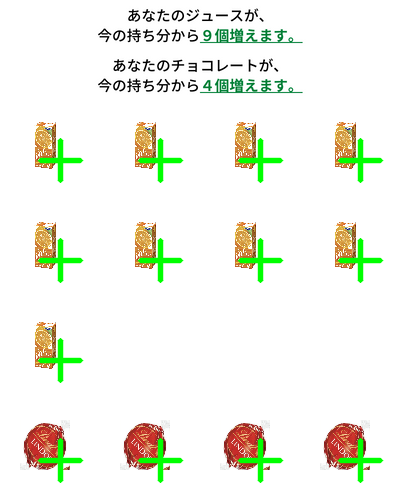 あなたのジュースが、
今の持ち分から９個増えます。
あなたのチョコレートが、
今の持ち分から４個増えます。